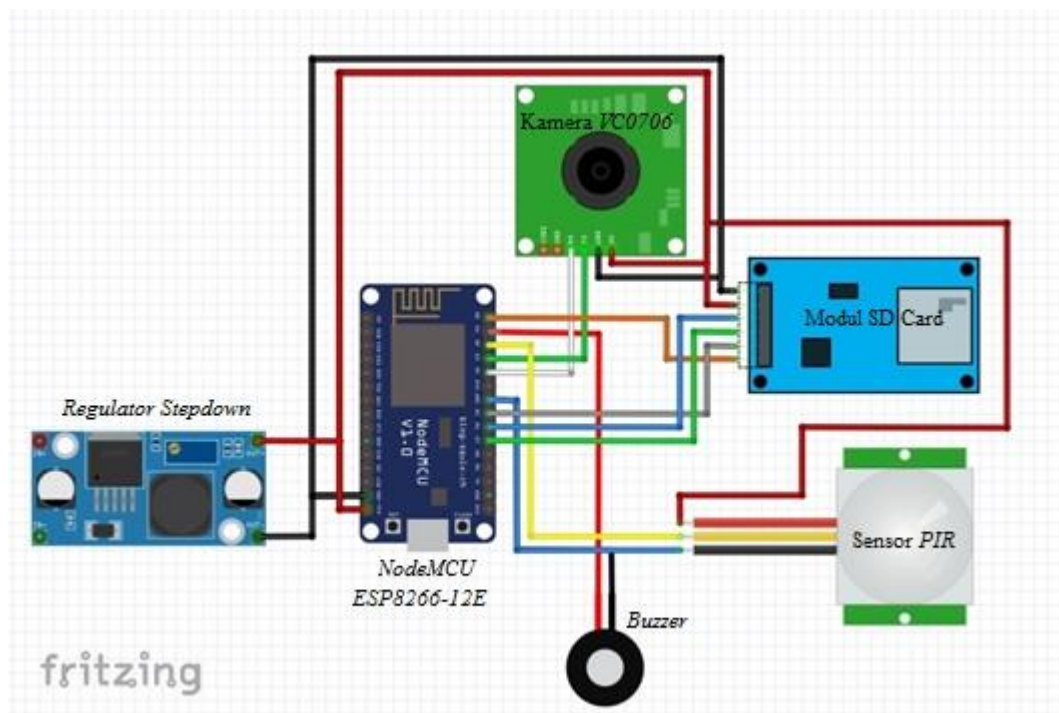 Kamera VC0706
Modul SD Card
Regulator Stepdown
NodeMCU
V1.0
NodeMCU
ESP8266-12E
Sensor PIR
Buzzer
fritzing